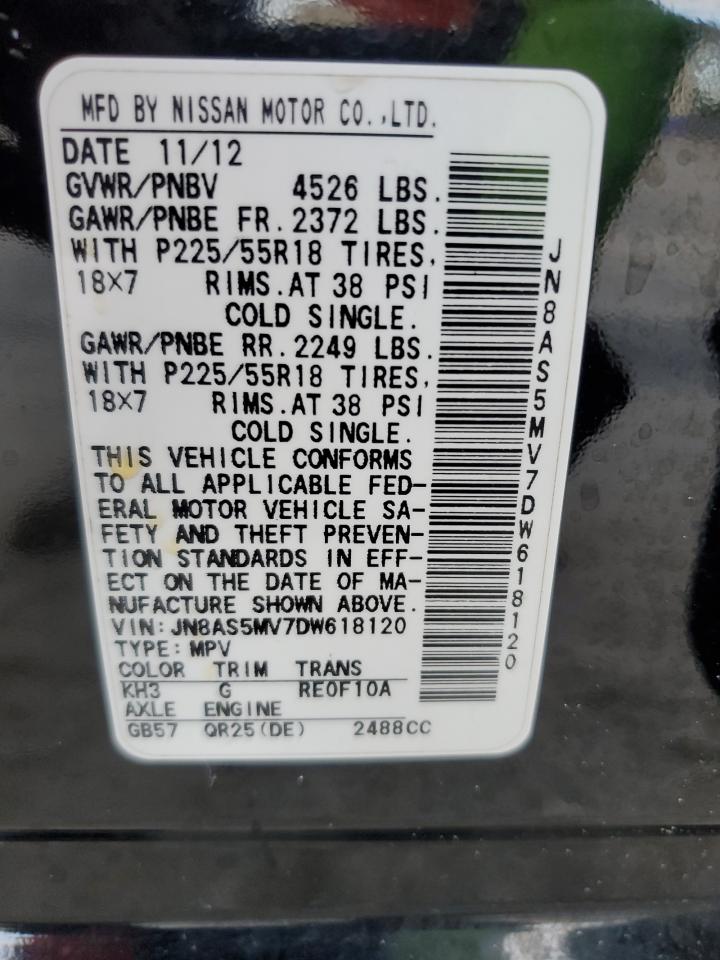 MFD BY NISSAN MOTOR CO.,LTD.
DATE 11/12
GVWR/PNBV 4526 LBS.
GAWR/PNBE FR. 2372 LBS.
WITH P225/55R18 TIRES,
18X7 RIMS. AT 38 PSI
COLD SINGLE.
GAWR/PNBE RR. 2249 LBS.
WITH P225/55R18 TIRES,
18X7 RIMS. AT 38 PSI
COLD SINGLE.
THIS VEHICLE CONFORMS
TO ALL APPLICABLE FED-
ERAL MOTOR VEHICLE SA-
FETY AND THEFT PREVEN-
TION STANDARDS IN EFF-
ECT ON THE DATE OF MA-
NUFACTURE SHOWN ABOVE.
VIN: JN8AS5MV7DW618120
TYPE: MPV
COLOR TRIM TRANS
KH3 G RE0F10A
AXLE ENGINE
GB57 QR25(DE) 2488CC
JN8AS5MV7DW618120